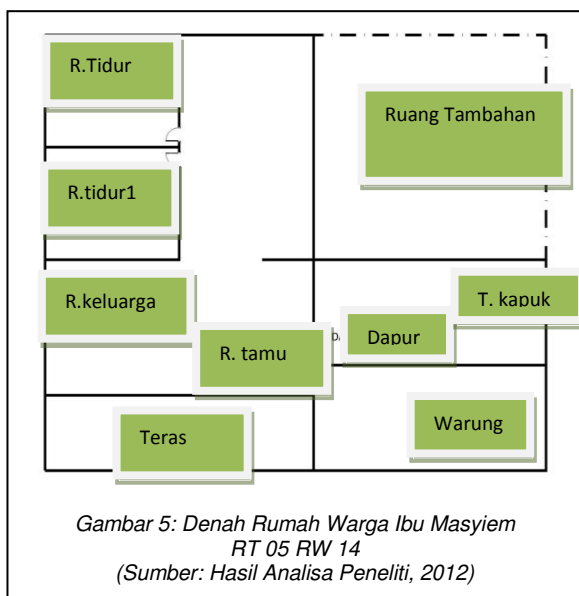 R.Tidur
Ruang Tambahan
R.tidur1
R.keluarga
T. kapuk
R. tamu
Dapur
Teras
Warung
Gambar 5: Denah Rumah Warga Ibu Masyiem
RT 05 RW 14
(Sumber: Hasil Analisa Peneliti, 2012)